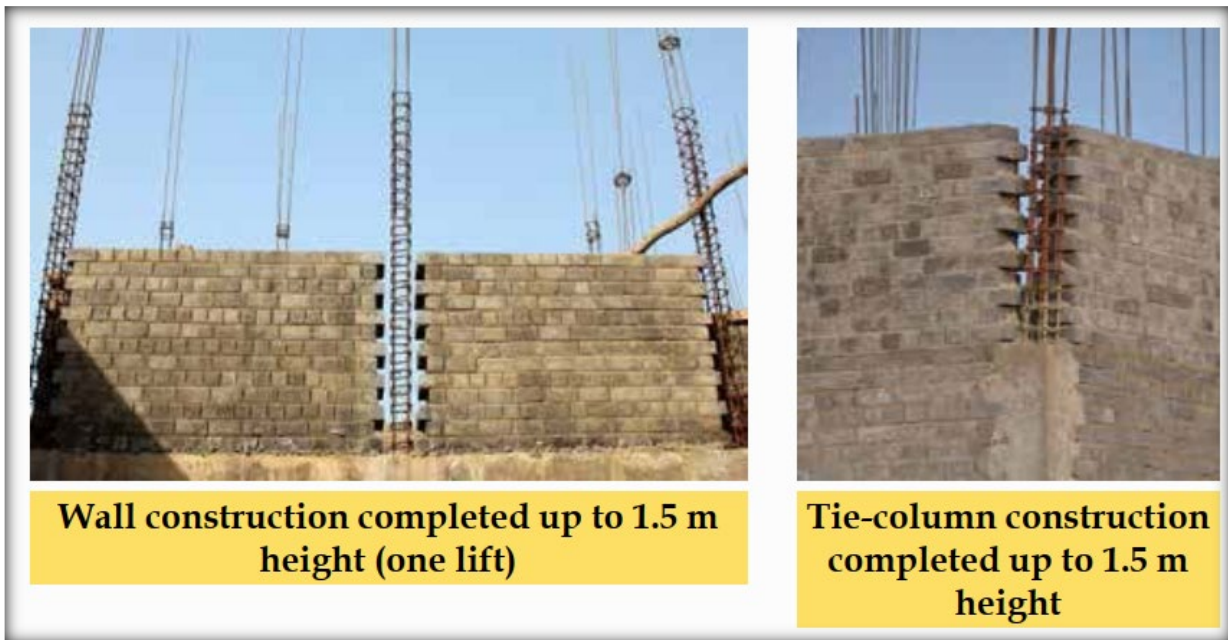 Wall construction completed up to 1.5 m
height (one lift)
Tie-column construction
completed up to 1.5 m
height